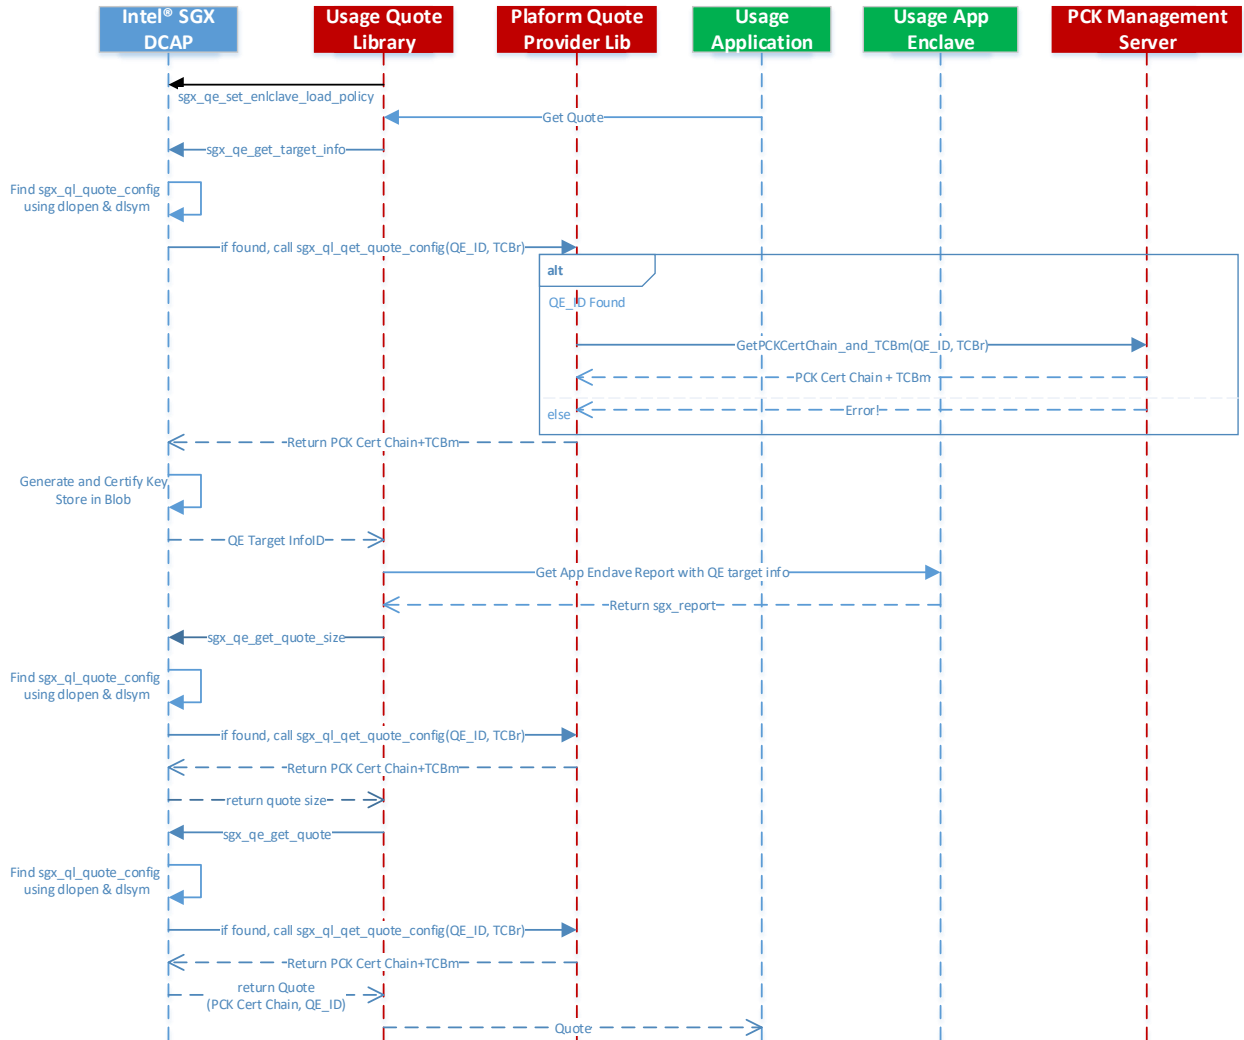 Intel® SGX
DCAP
Usage Quote
Library
Plaform Quote
Provider Lib
Usage
Application
Usage App
Enclave
PCK Management
Server
sgx_qe_set_enlclave_load_policy
Get Quote
sgx_qe_get_target_info
Find sgx_ql_quote_config
using dlopen & dlsym
if found, call sgx_ql_qet_quote_config(QE_ID, TCBr)
alt
QE_ID Found
GetPCKCertChain_and_TCBm(QE_ID, TCBr)
PCK Cert Chain + TCBm
else
Error!
Return PCK Cert Chain+TCBm
Generate and Certify Key
Store in Blob
QE Target InfoID
Get App Enclave Report with QE target info
Return sgx_report
sgx_qe_get_quote_size
Find sgx_ql_quote_config
using dlopen & dlsym
if found, call sgx_ql_qet_quote_config(QE_ID, TCBr)
Return PCK Cert Chain+TCBm
return quote size
sgx_qe_get_quote
Find sgx_ql_quote_config
using dlopen & dlsym
if found, call sgx_ql_qet_quote_config(QE_ID, TCBr)
Return PCK Cert Chain+TCBm
return Quote
(PCK Cert Chain, QE_ID)
Quote